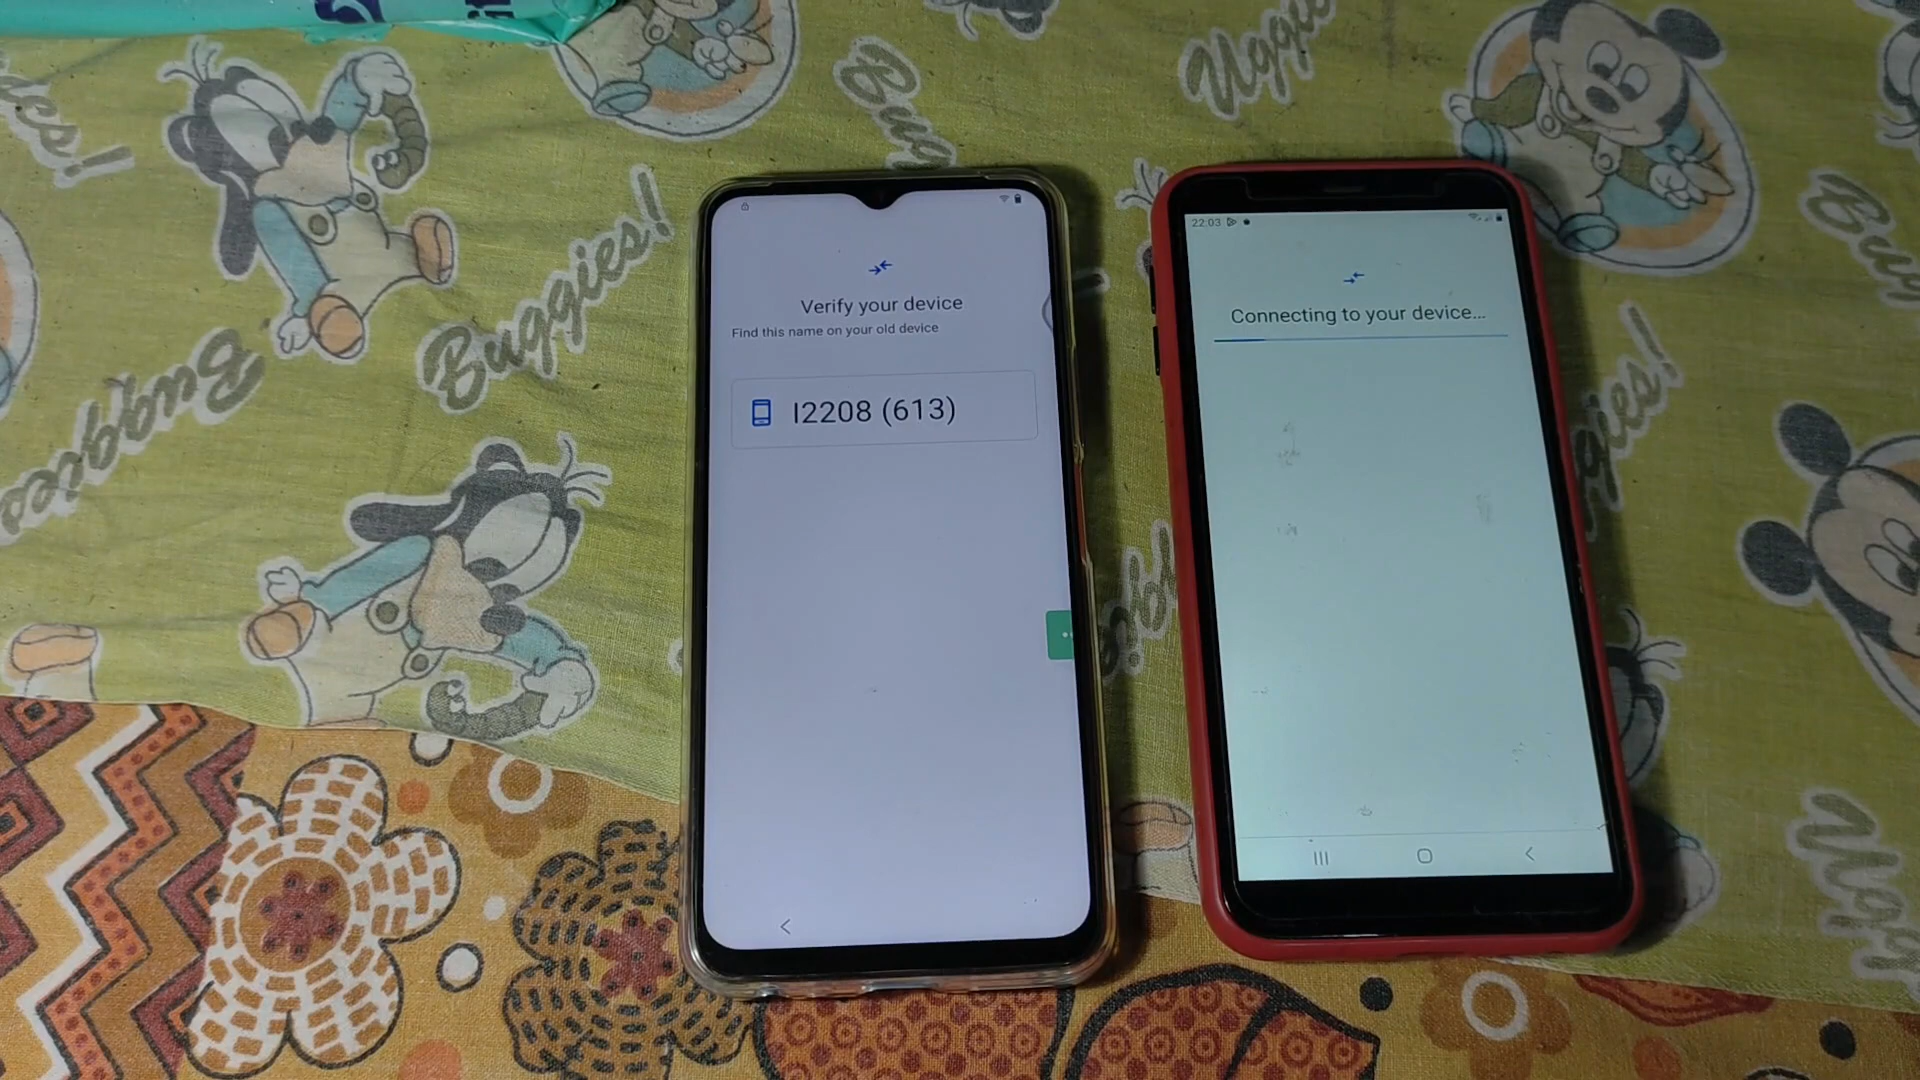 Buggies!
Buggies
Verify your device
Find this name on your old device
I2208 (613)
22:03
Connecting to your device...